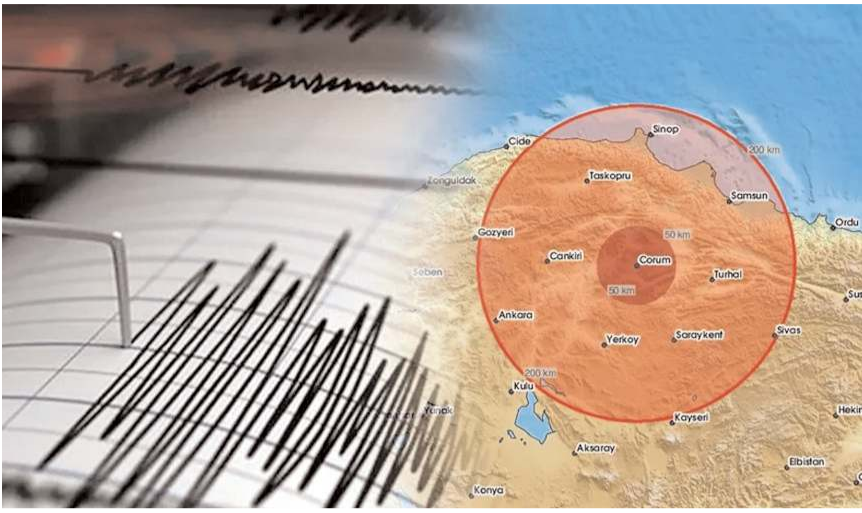 Sinop
Cide
200 km
Taskopru
Zonguldak
Samsun
Ordu
Gozyeri
50 km
Cankiri
Corum
Seben
Turhal
50 km
Sus
Ankara
Sivas
Yerkoy
Saraykent
200 km
Kulu
Yunak
Kayseri
Hekir
Aksaray
Elbistan
Konya